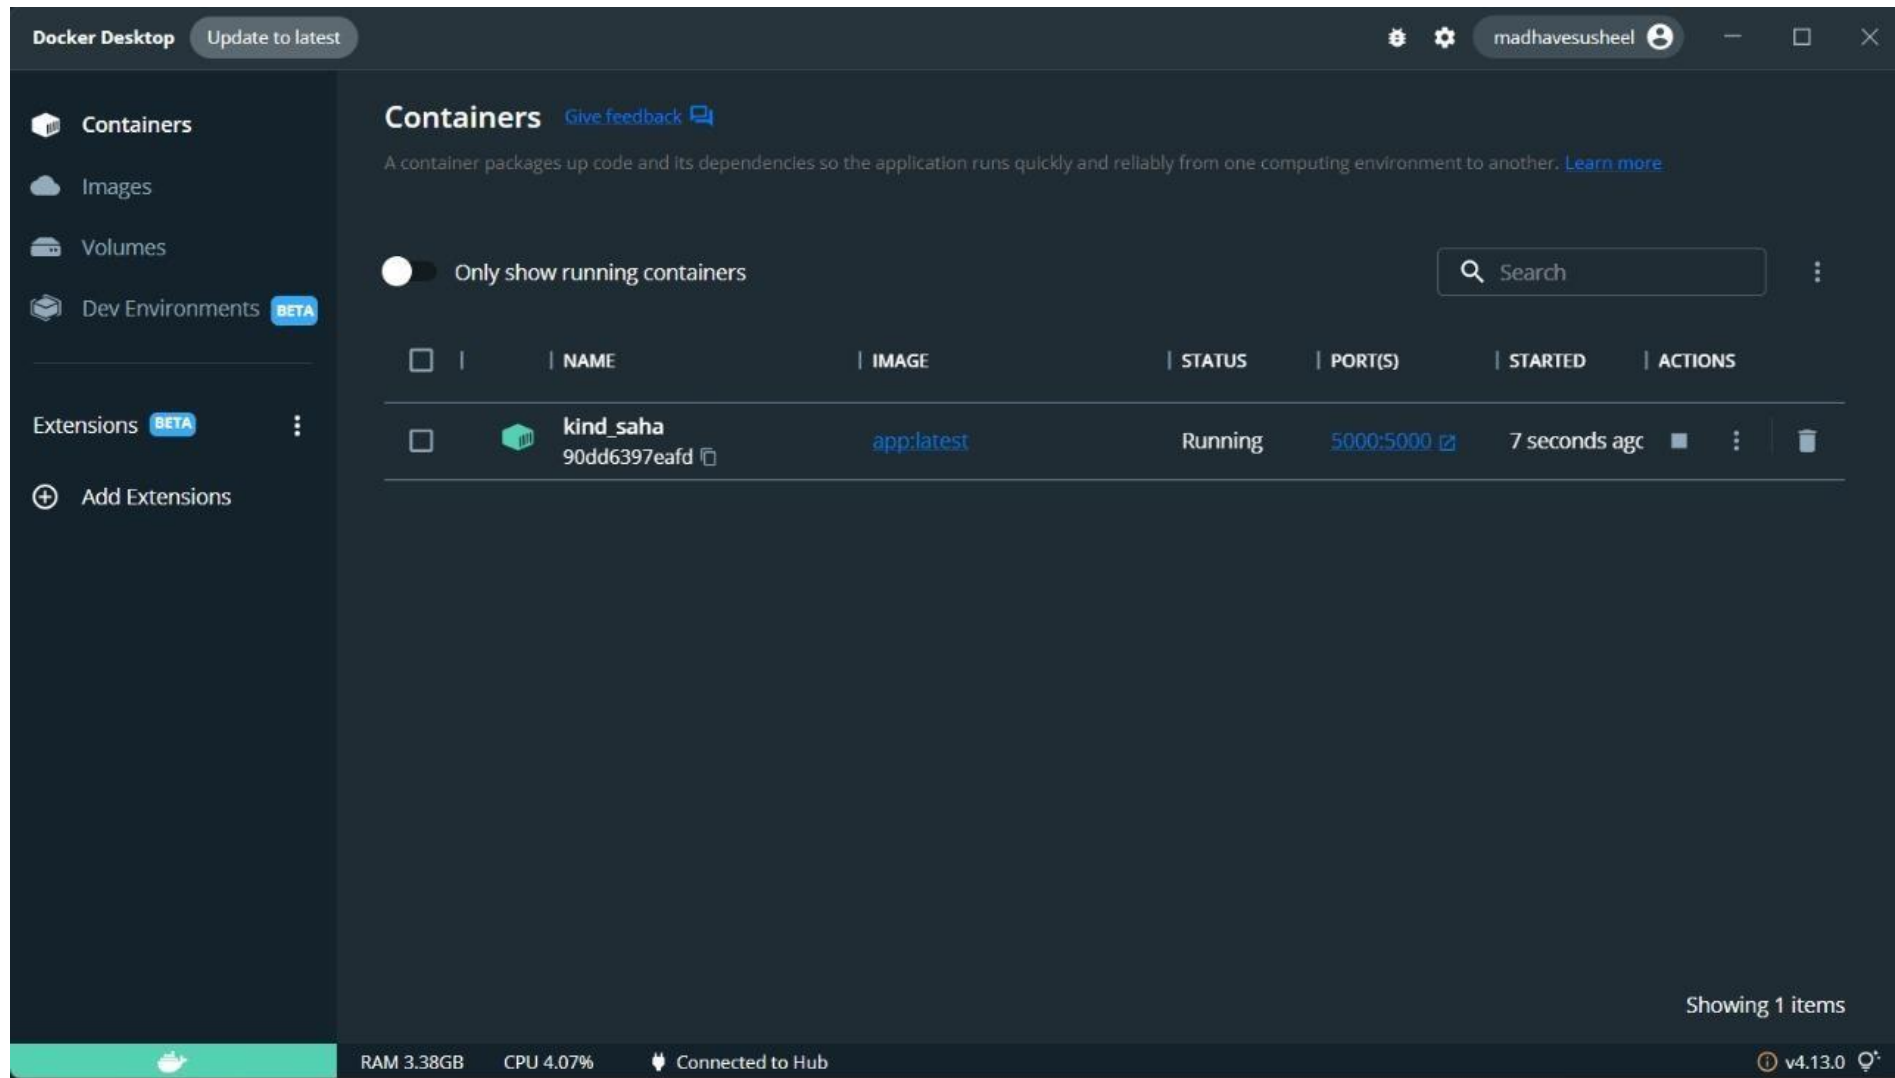 Docker Desktop Update to latest madhavesusheel
Containers
Images
Volumes
Dev Environments BETA
Extensions BETA
Add Extensions
Containers Give feedback
A container packages up code and its dependencies so the application runs quickly and reliably from one computing environment to another. Learn more
Only show running containers Search
NAME IMAGE STATUS PORT(S) STARTED ACTIONS
kind_saha app:latest Running 5000:5000 7 seconds ago
90dd6397eafd
Showing 1 items
RAM 3.38GB CPU 4.07% Connected to Hub v4.13.0